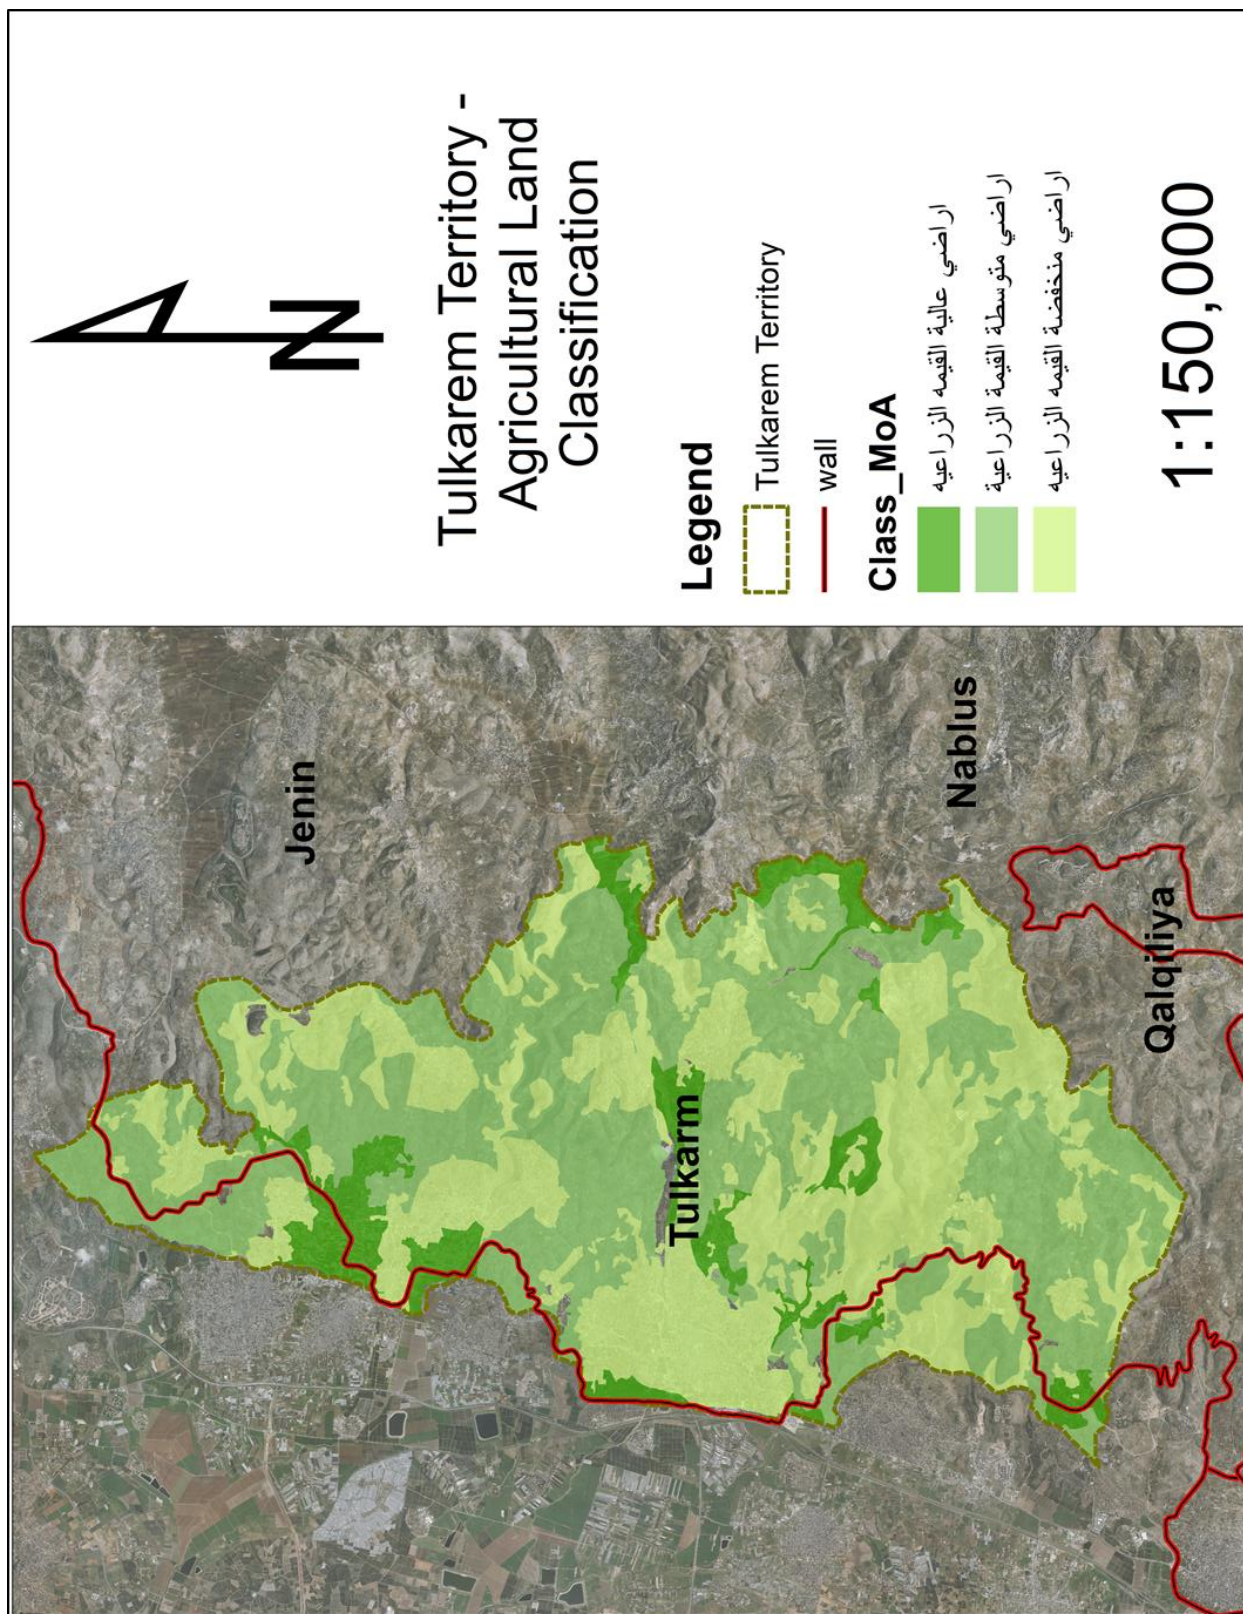 N
Tulkarem Territory -
Agricultural Land
Classification
Legend
Tulkarem Territory
wall
Class_MoA
اراضي عالية القيمه الزراعيه
اراضي متوسطة القيمة الزراعية
اراضي منخفضة القيمه الزراعيه
1:150,000
Jenin
Tulkarm
Nablus
Qalqiliya